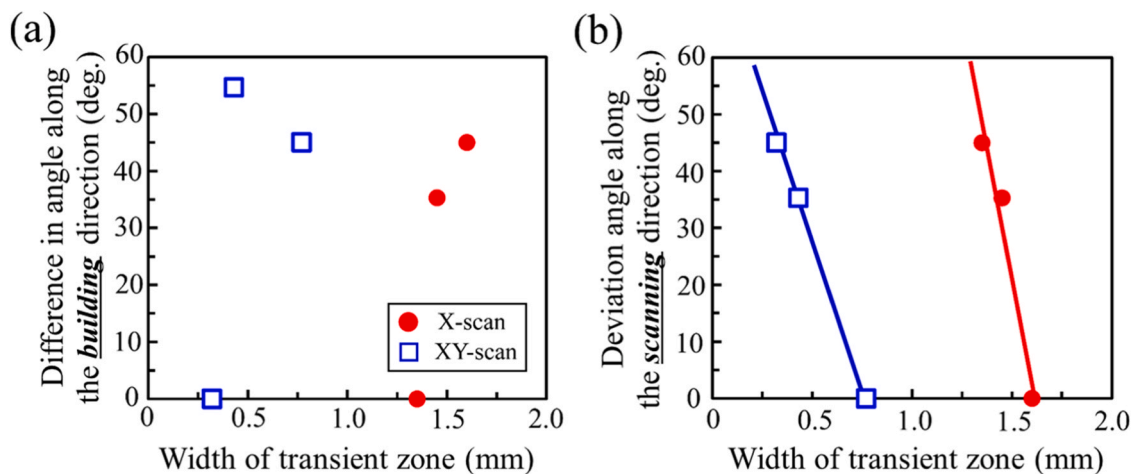 (a)
Difference in angle along
the building direction (deg.)
60
50
40
30
20
10
0
X-scan
XY-scan
0
0.5
1.0
1.5
2.0
Width of transient zone (mm)
(b)
Deviation angle along
the scanning direction (deg.)
60
50
40
30
20
10
0
0
0.5
1.0
1.5
2.0
Width of transient zone (mm)